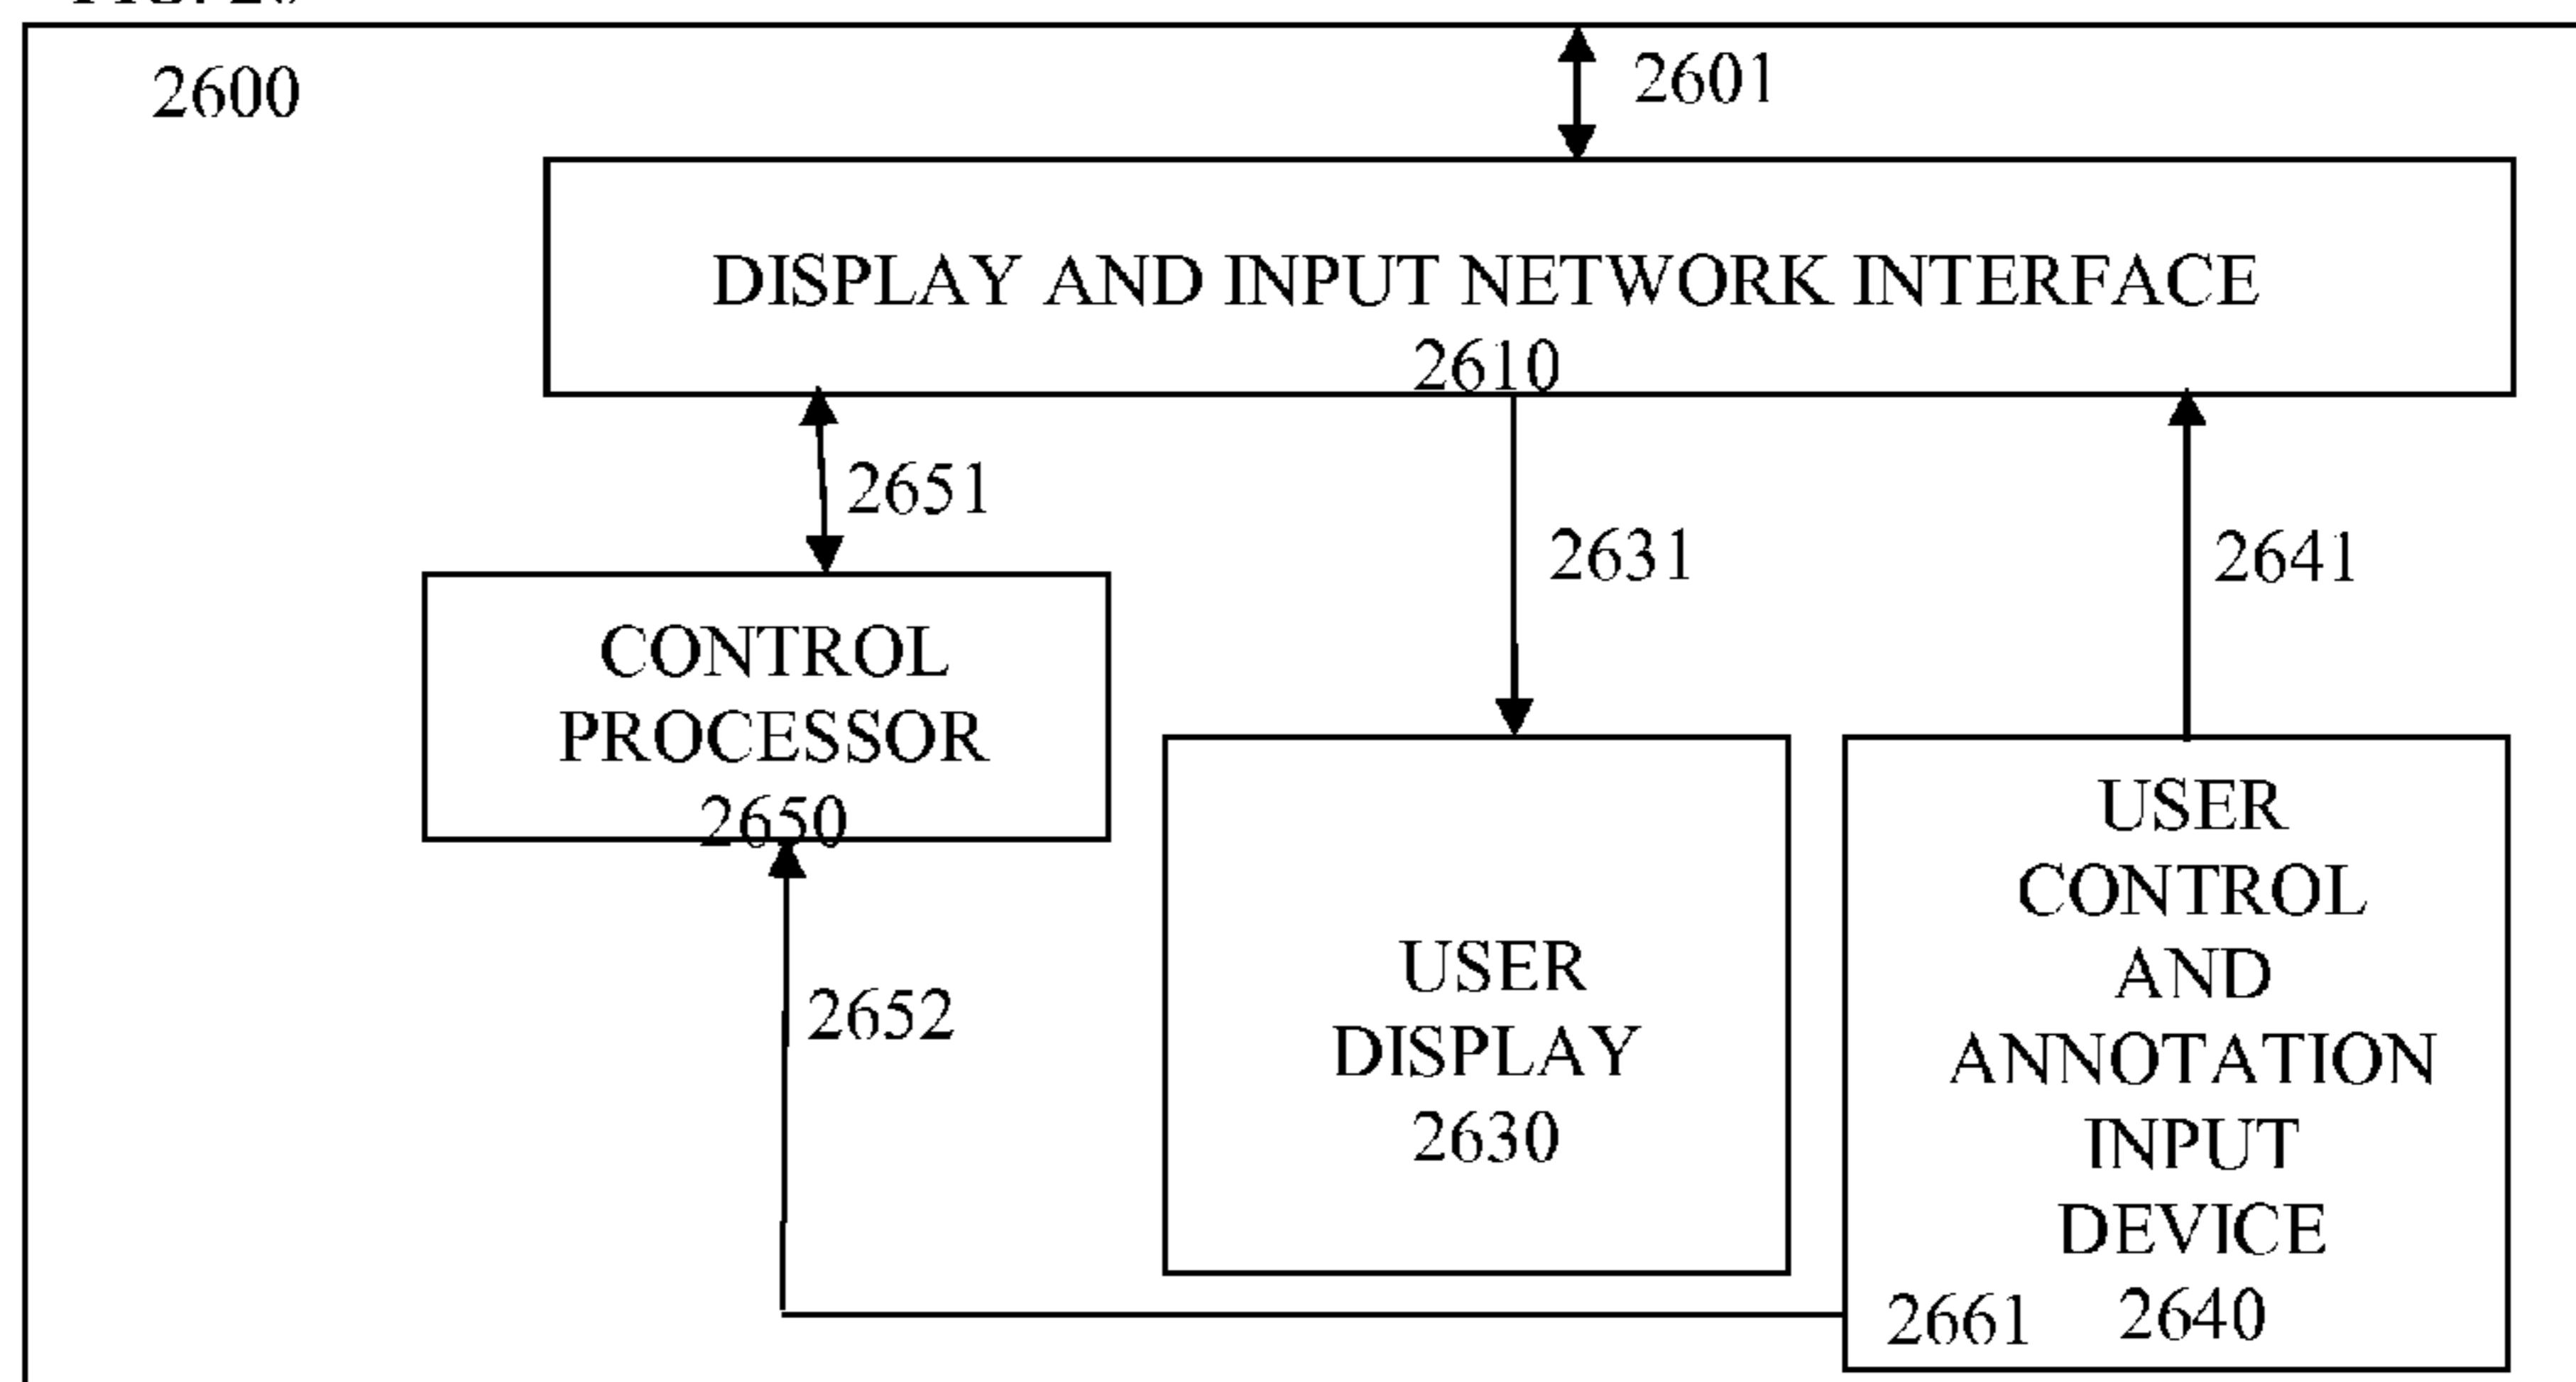 2600
2601
DISPLAY AND INPUT NETWORK INTERFACE
2610
2651
2631
2641
CONTROL
PROCESSOR
2650
2652
USER
DISPLAY
2630
USER
CONTROL
AND
ANNOTATION
INPUT
DEVICE
2661 2640